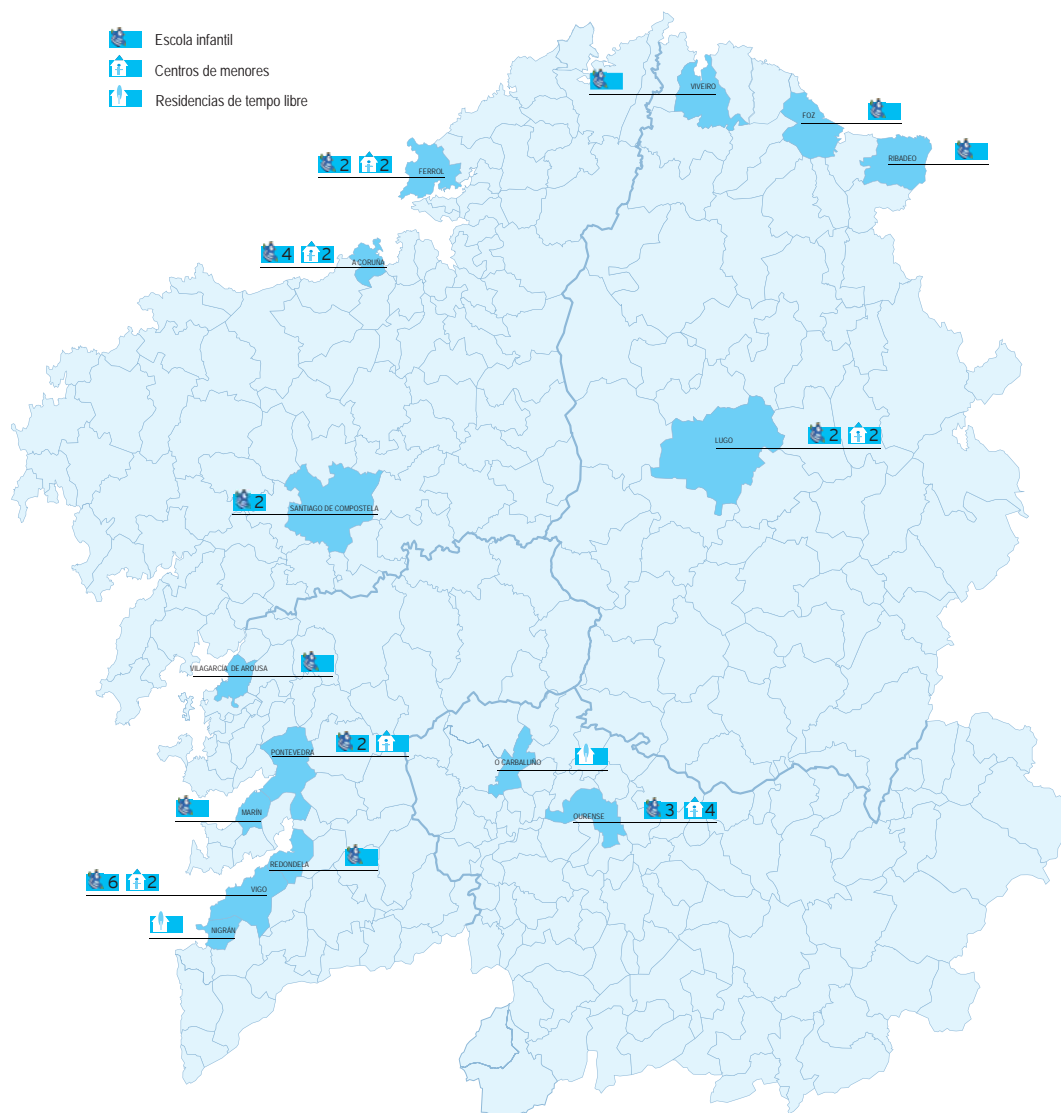 Escola infantil
Centros de menores
Residencias de tempo libre
VIVEIRO
FOZ
RIBADEO
2 2
FERROL
4 2
A CORUÑA
LUGO
2 2
2
SANTIAGO DE COMPOSTELA
VILAGARCÍA DE AROUSA
2
PONTEVEDRA
O CARBALLIÑO
MARÍN
3 4
OURENSE
REDONDELA
6 2
VIGO
NIGRÁN